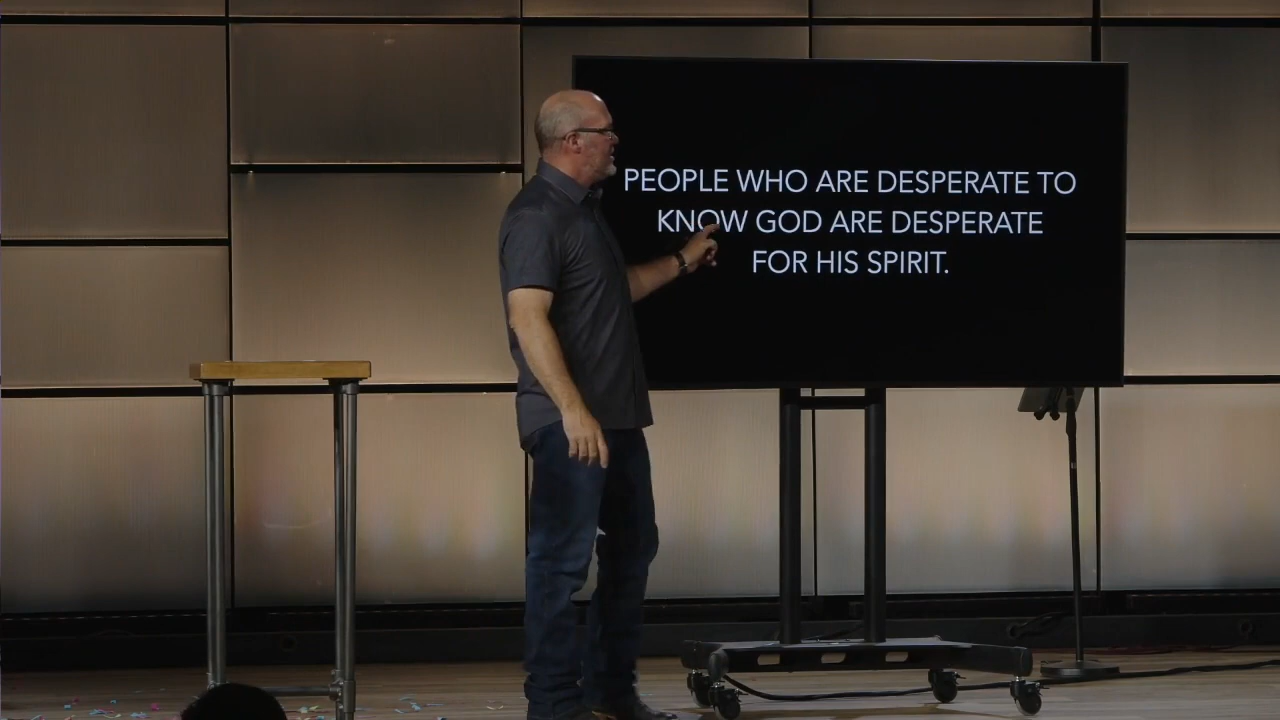 PEOPLE WHO ARE DESPERATE TO
KNOW GOD ARE DESPERATE
FOR HIS SPIRIT.